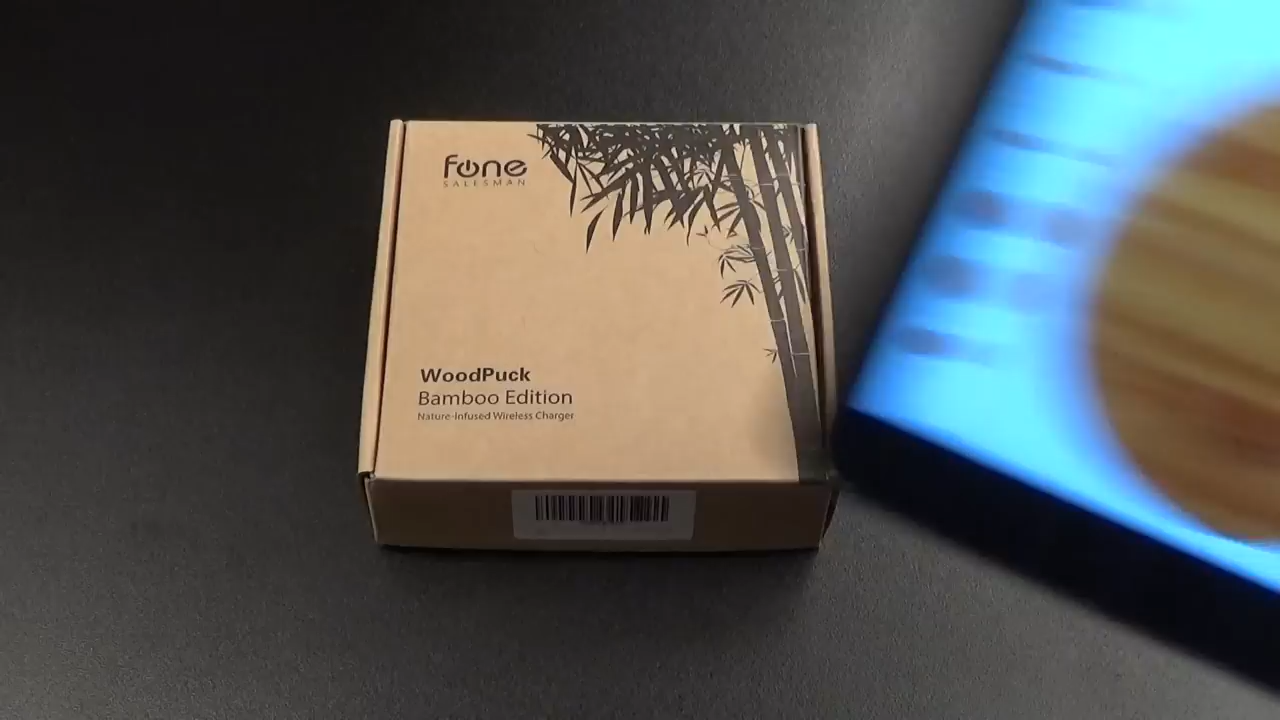 fone
SALESMAN
WoodPuck
Bamboo Edition
Nature-Infused Wireless Charger